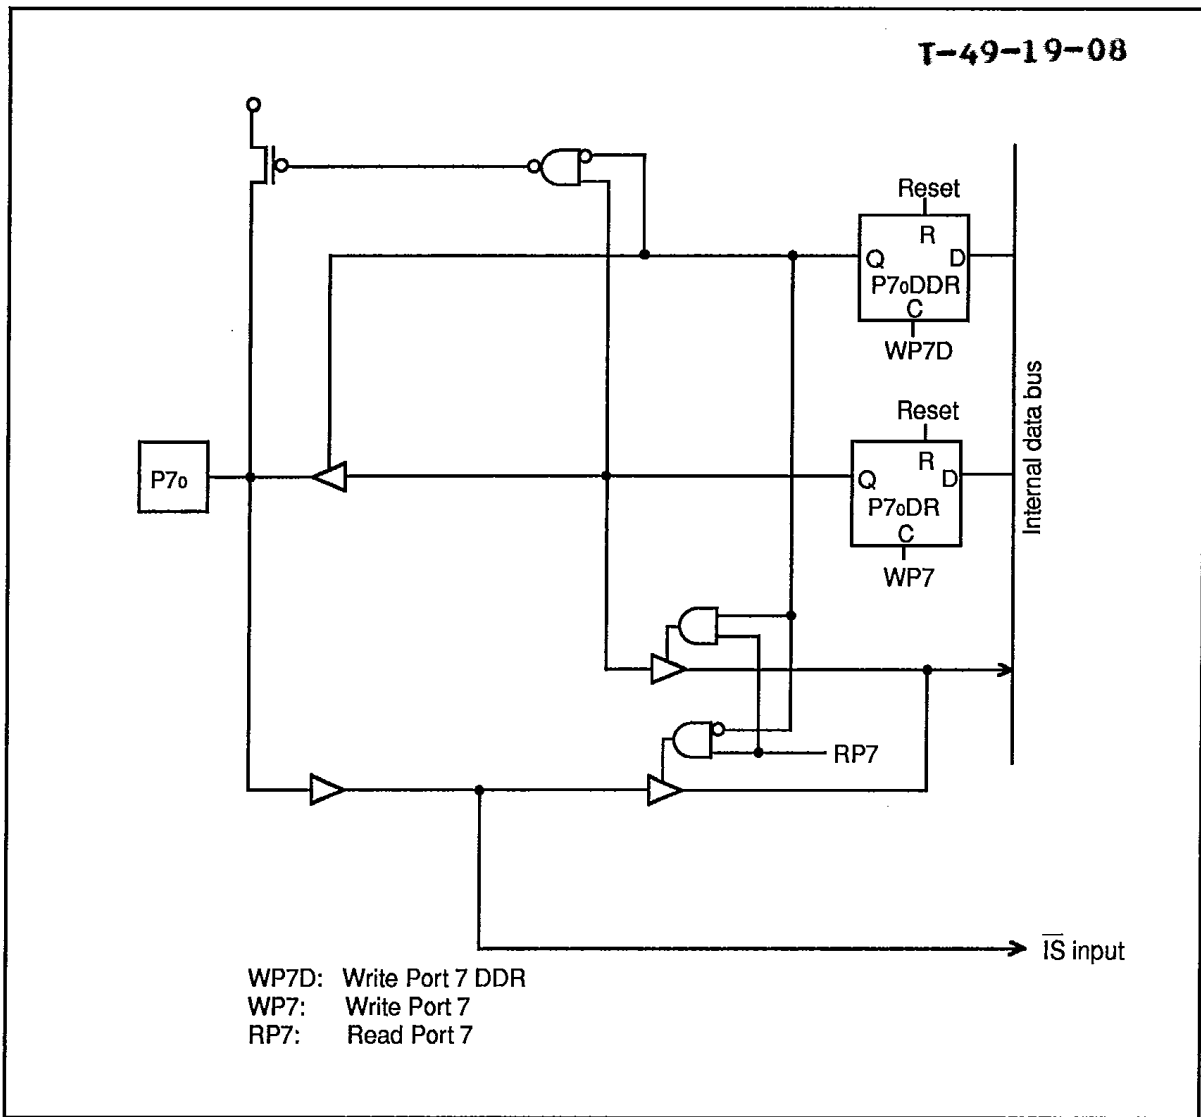 T-49-19-08
Reset
R
Q D
P7₀DDR
C
WP7D
Internal data bus
Reset
R
Q D
P7₀DR
C
WP7
P7₀
RP7
I̅S̅ input
WP7D: Write Port 7 DDR
WP7: Write Port 7
RP7: Read Port 7